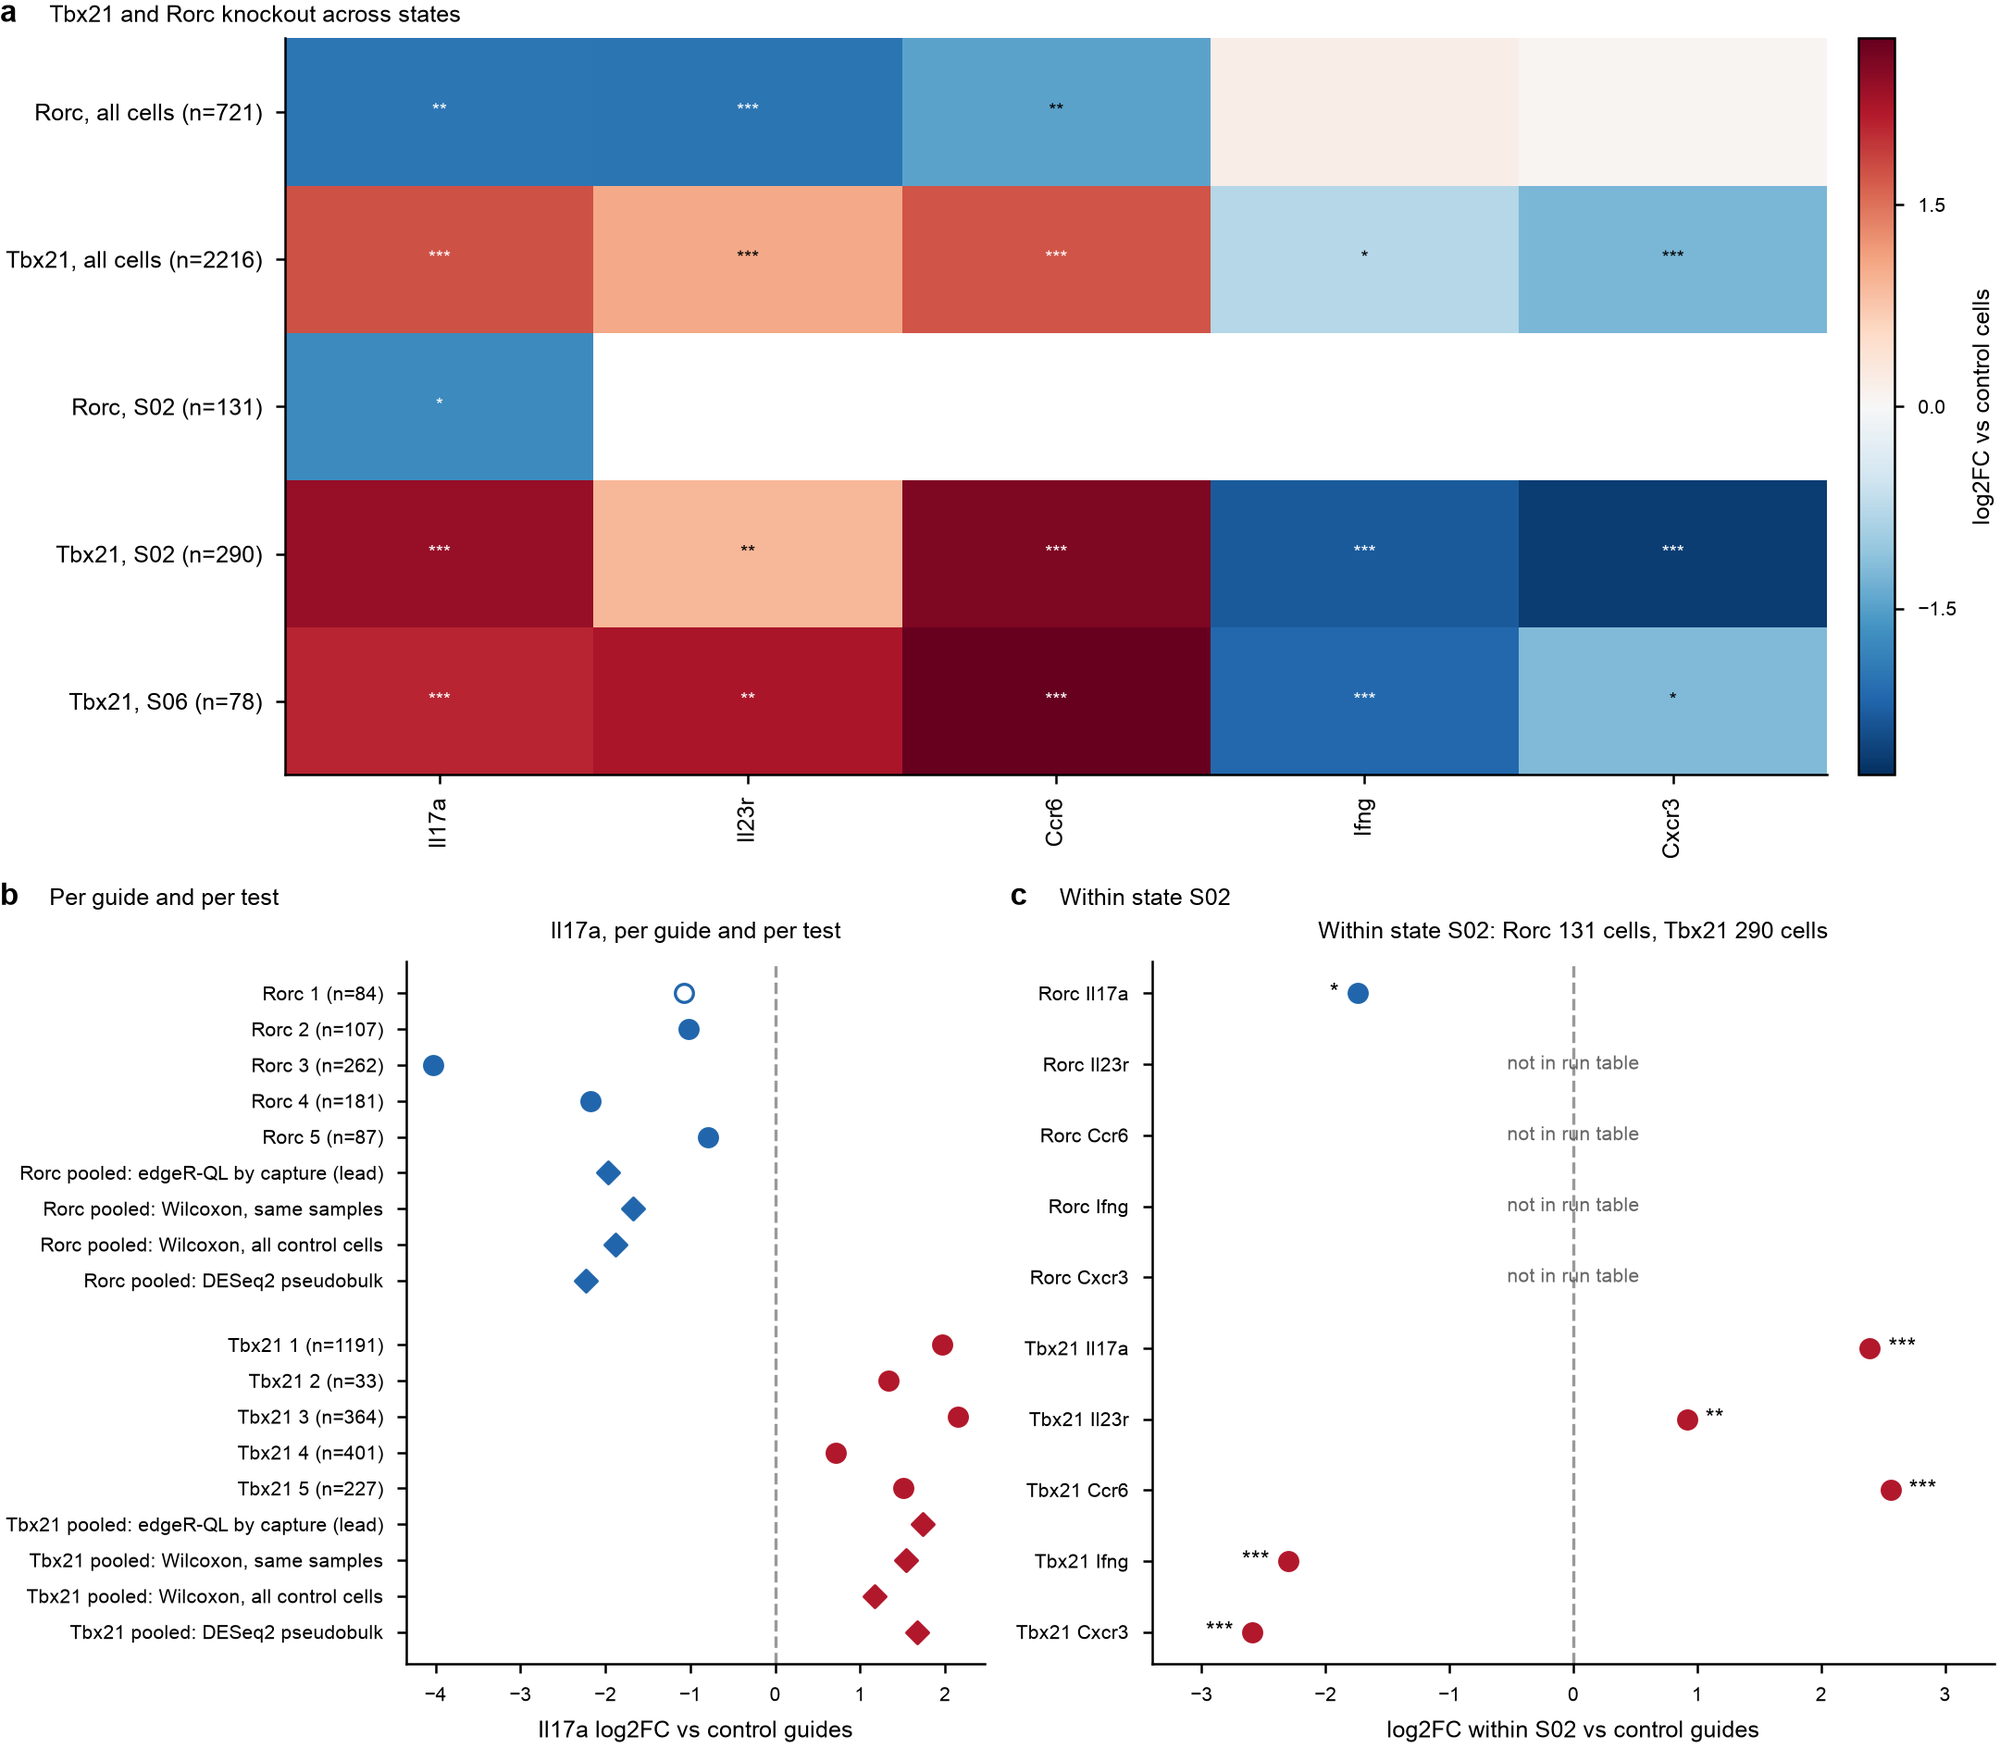 a Tbx21 and Rorc knockout across states
Rorc, all cells (n=721)
** *** **
Tbx21, all cells (n=2216)
*** *** *** * ***
Rorc, S02 (n=131)
*
Tbx21, S02 (n=290)
*** ** *** *** ***
Tbx21, S06 (n=78)
*** ** *** *** *
Il17a
Il23r
Ccr6
Ifng
Cxcr3
1.5
0.0
−1.5
log2FC vs control cells
b Per guide and per test
Il17a, per guide and per test
Rorc 1 (n=84)
Rorc 2 (n=107)
Rorc 3 (n=262)
Rorc 4 (n=181)
Rorc 5 (n=87)
Rorc pooled: edgeR-QL by capture (lead)
Rorc pooled: Wilcoxon, same samples
Rorc pooled: Wilcoxon, all control cells
Rorc pooled: DESeq2 pseudobulk
Tbx21 1 (n=1191)
Tbx21 2 (n=33)
Tbx21 3 (n=364)
Tbx21 4 (n=401)
Tbx21 5 (n=227)
Tbx21 pooled: edgeR-QL by capture (lead)
Tbx21 pooled: Wilcoxon, same samples
Tbx21 pooled: Wilcoxon, all control cells
Tbx21 pooled: DESeq2 pseudobulk
−4 −3 −2 −1 0 1 2
Il17a log2FC vs control guides
c Within state S02
Within state S02: Rorc 131 cells, Tbx21 290 cells
Rorc Il17a *
Rorc Il23r not in run table
Rorc Ccr6 not in run table
Rorc Ifng not in run table
Rorc Cxcr3 not in run table
Tbx21 Il17a ***
Tbx21 Il23r **
Tbx21 Ccr6 ***
Tbx21 Ifng ***
Tbx21 Cxcr3 ***
−3 −2 −1 0 1 2 3
log2FC within S02 vs control guides